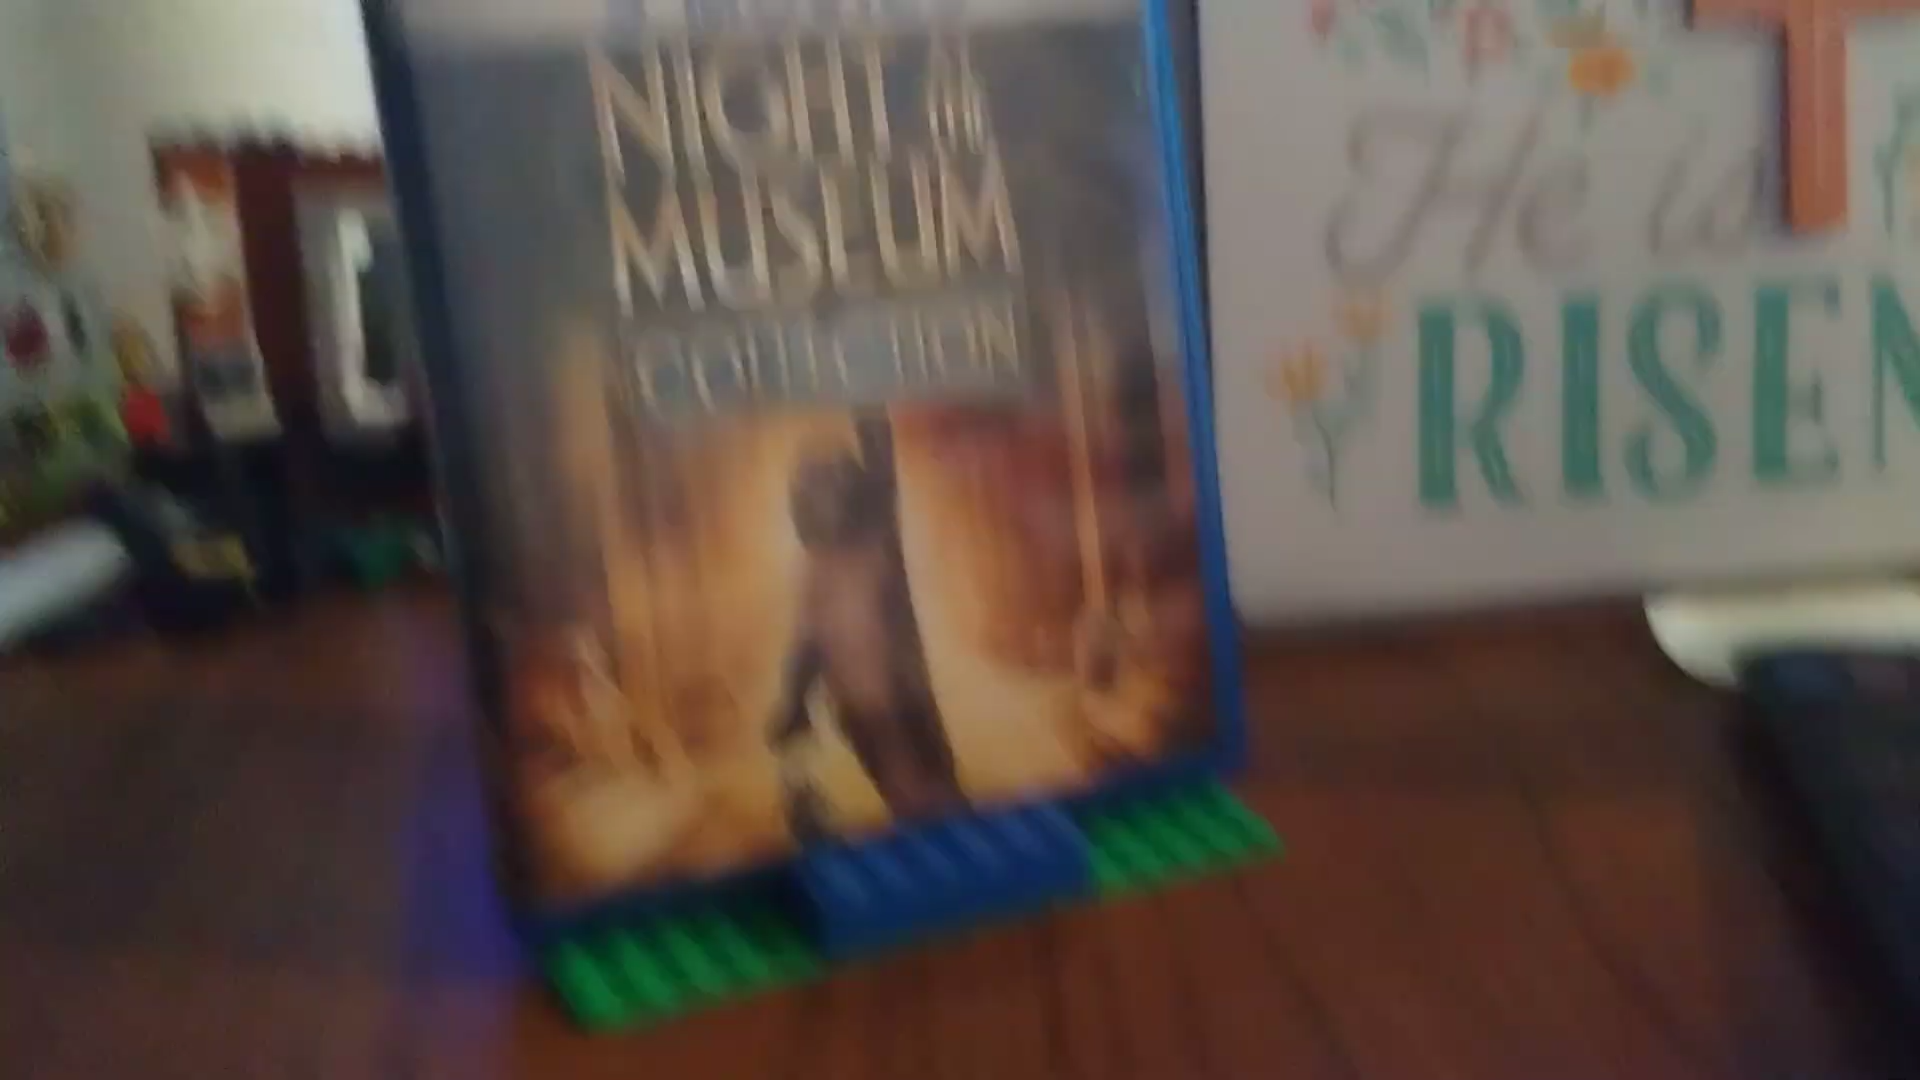 NIGHT AT THE
MUSEUM
COLLECTION
He is
RISEN